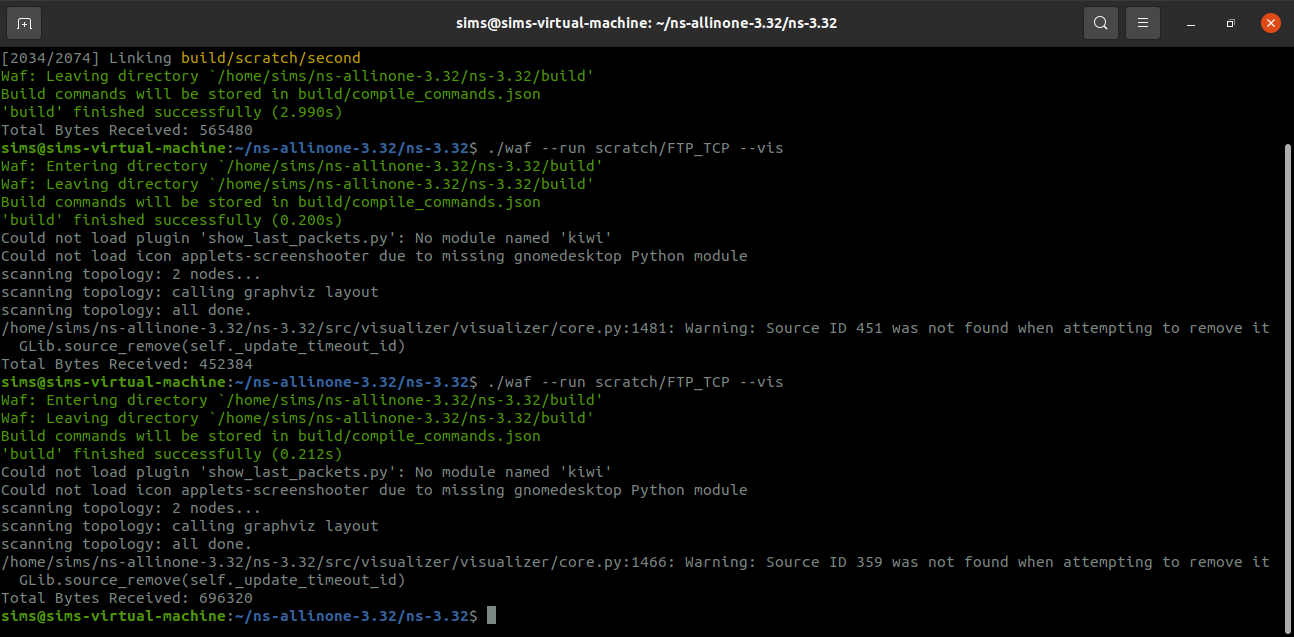 sims@sims-virtual-machine: ~/ns-allinone-3.32/ns-3.32
[2034/2074] Linking build/scratch/second
Waf: Leaving directory `/home/sims/ns-allinone-3.32/ns-3.32/build'
Build commands will be stored in build/compile_commands.json
'build' finished successfully (2.990s)
Total Bytes Received: 565480
sims@sims-virtual-machine:~/ns-allinone-3.32/ns-3.32$ ./waf --run scratch/FTP_TCP --vis
Waf: Entering directory `/home/sims/ns-allinone-3.32/ns-3.32/build'
Waf: Leaving directory `/home/sims/ns-allinone-3.32/ns-3.32/build'
Build commands will be stored in build/compile_commands.json
'build' finished successfully (0.200s)
Could not load plugin 'show_last_packets.py': No module named 'kiwi'
Could not load icon applets-screenshooter due to missing gnomedesktop Python module
scanning topology: 2 nodes...
scanning topology: calling graphviz layout
scanning topology: all done.
/home/sims/ns-allinone-3.32/ns-3.32/src/visualizer/visualizer/core.py:1481: Warning: Source ID 451 was not found when attempting to remove it
  GLib.source_remove(self._update_timeout_id)
Total Bytes Received: 452384
sims@sims-virtual-machine:~/ns-allinone-3.32/ns-3.32$ ./waf --run scratch/FTP_TCP --vis
Waf: Entering directory `/home/sims/ns-allinone-3.32/ns-3.32/build'
Waf: Leaving directory `/home/sims/ns-allinone-3.32/ns-3.32/build'
Build commands will be stored in build/compile_commands.json
'build' finished successfully (0.212s)
Could not load plugin 'show_last_packets.py': No module named 'kiwi'
Could not load icon applets-screenshooter due to missing gnomedesktop Python module
scanning topology: 2 nodes...
scanning topology: calling graphviz layout
scanning topology: all done.
/home/sims/ns-allinone-3.32/ns-3.32/src/visualizer/visualizer/core.py:1466: Warning: Source ID 359 was not found when attempting to remove it
  GLib.source_remove(self._update_timeout_id)
Total Bytes Received: 696320
sims@sims-virtual-machine:~/ns-allinone-3.32/ns-3.32$